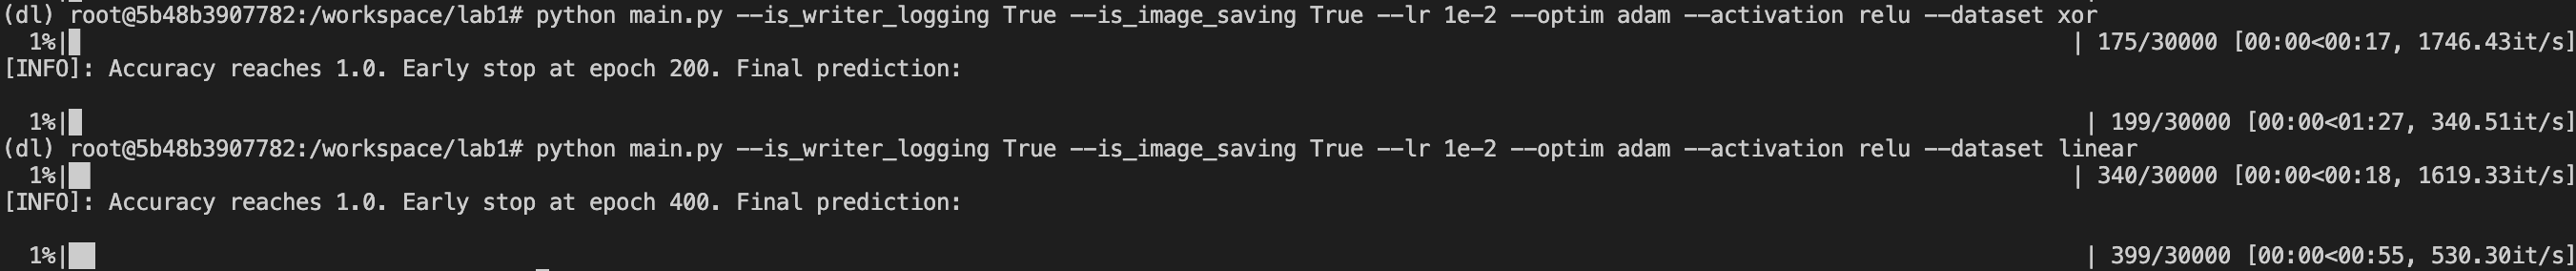 (dl) root@5b48b3907782:/workspace/lab1# python main.py --is_writer_logging True --is_image_saving True --lr 1e-2 --optim adam --activation relu --dataset xor
1%| | 175/30000 [00:00<00:17, 1746.43it/s]
[INFO]: Accuracy reaches 1.0. Early stop at epoch 200. Final prediction:
1%| | 199/30000 [00:00<01:27, 340.51it/s]
(dl) root@5b48b3907782:/workspace/lab1# python main.py --is_writer_logging True --is_image_saving True --lr 1e-2 --optim adam --activation relu --dataset linear
1%| | 340/30000 [00:00<00:18, 1619.33it/s]
[INFO]: Accuracy reaches 1.0. Early stop at epoch 400. Final prediction:
1%| | 399/30000 [00:00<00:55, 530.30it/s]